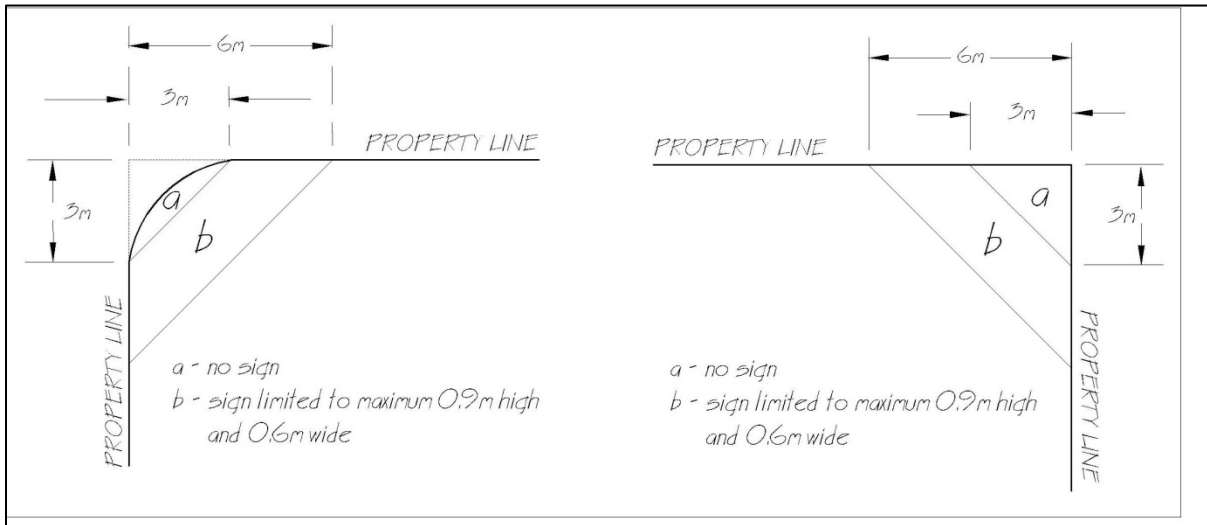 6m
3m
PROPERTY LINE
3m
a
b
PROPERTY LINE
a - no sign
b - sign limited to maximum 0.9m high
and 0.6m wide
6m
3m
PROPERTY LINE
a
3m
b
PROPERTY LINE
a - no sign
b - sign limited to maximum 0.9m high
and 0.6m wide